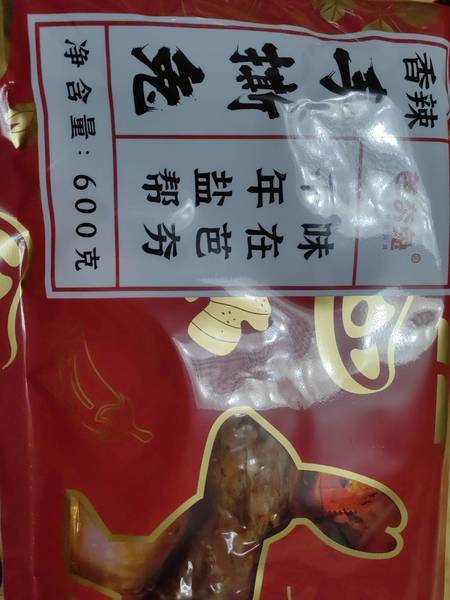 香辣
手撕兔
年盐帮
味在芭夯
净含量:600克